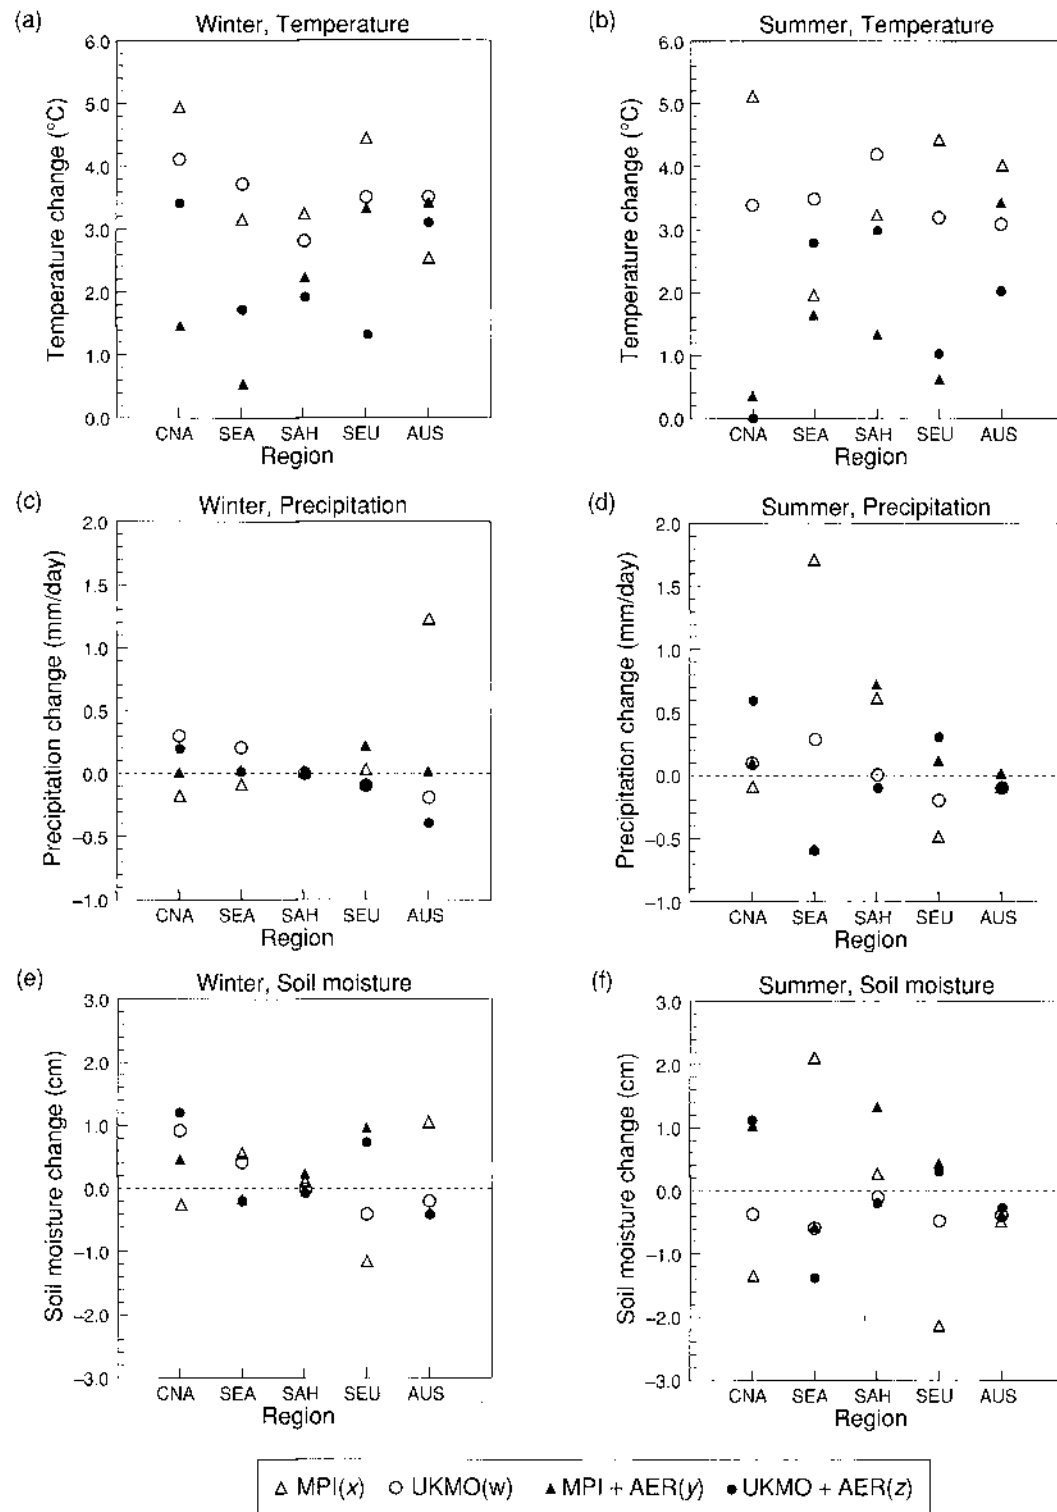 (a)
Winter, Temperature
6.0
5.0
4.0
3.0
2.0
1.0
0.0
Temperature change (°C)
CNA SEA SAH SEU AUS
Region
(b)
Summer, Temperature
6.0
5.0
4.0
3.0
2.0
1.0
0.0
Temperature change (°C)
CNA SEA SAH SEU AUS
Region
(c)
Winter, Precipitation
2.0
1.5
1.0
0.5
0.0
−0.5
−1.0
Precipitation change (mm/day)
CNA SEA SAH SEU AUS
Region
(d)
Summer, Precipitation
2.0
1.5
1.0
0.5
0.0
−0.5
−1.0
Precipitation change (mm/day)
CNA SEA SAH SEU AUS
Region
(e)
Winter, Soil moisture
3.0
2.0
1.0
0.0
−1.0
−2.0
−3.0
Soil moisture change (cm)
CNA SEA SAH SEU AUS
Region
(f)
Summer, Soil moisture
3.0
2.0
1.0
0.0
−1.0
−2.0
−3.0
Soil moisture change (cm)
CNA SEA SAH SEU AUS
Region
MPI(x) UKMO(w) MPI + AER(y) UKMO + AER(z)